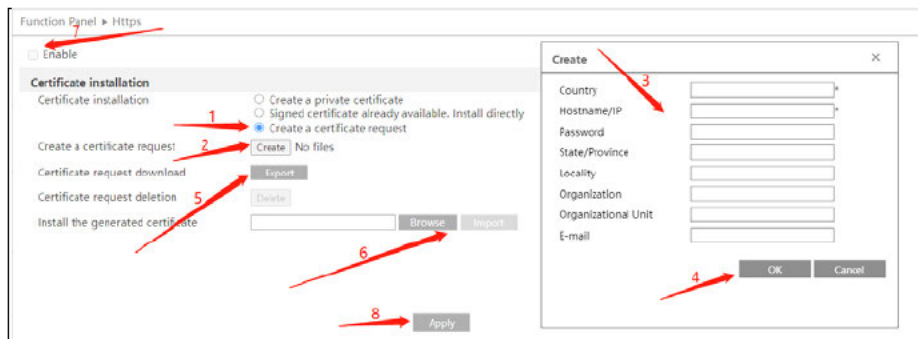 Function Panel ▸ Https
7
Enable
Certificate installation
Certificate installation
Create a private certificate
Signed certificate already available. Install directly
1
Create a certificate request
Create a certificate request
2
Create No files
Certificate request download
Export
5
Certificate request deletion
Delete
Install the generated certificate
Browse Import
6
8
Apply
Create ×
3
Country *
Hostname/IP *
Password
State/Province
Locality
Organization
Organizational Unit
E-mail
4
OK Cancel